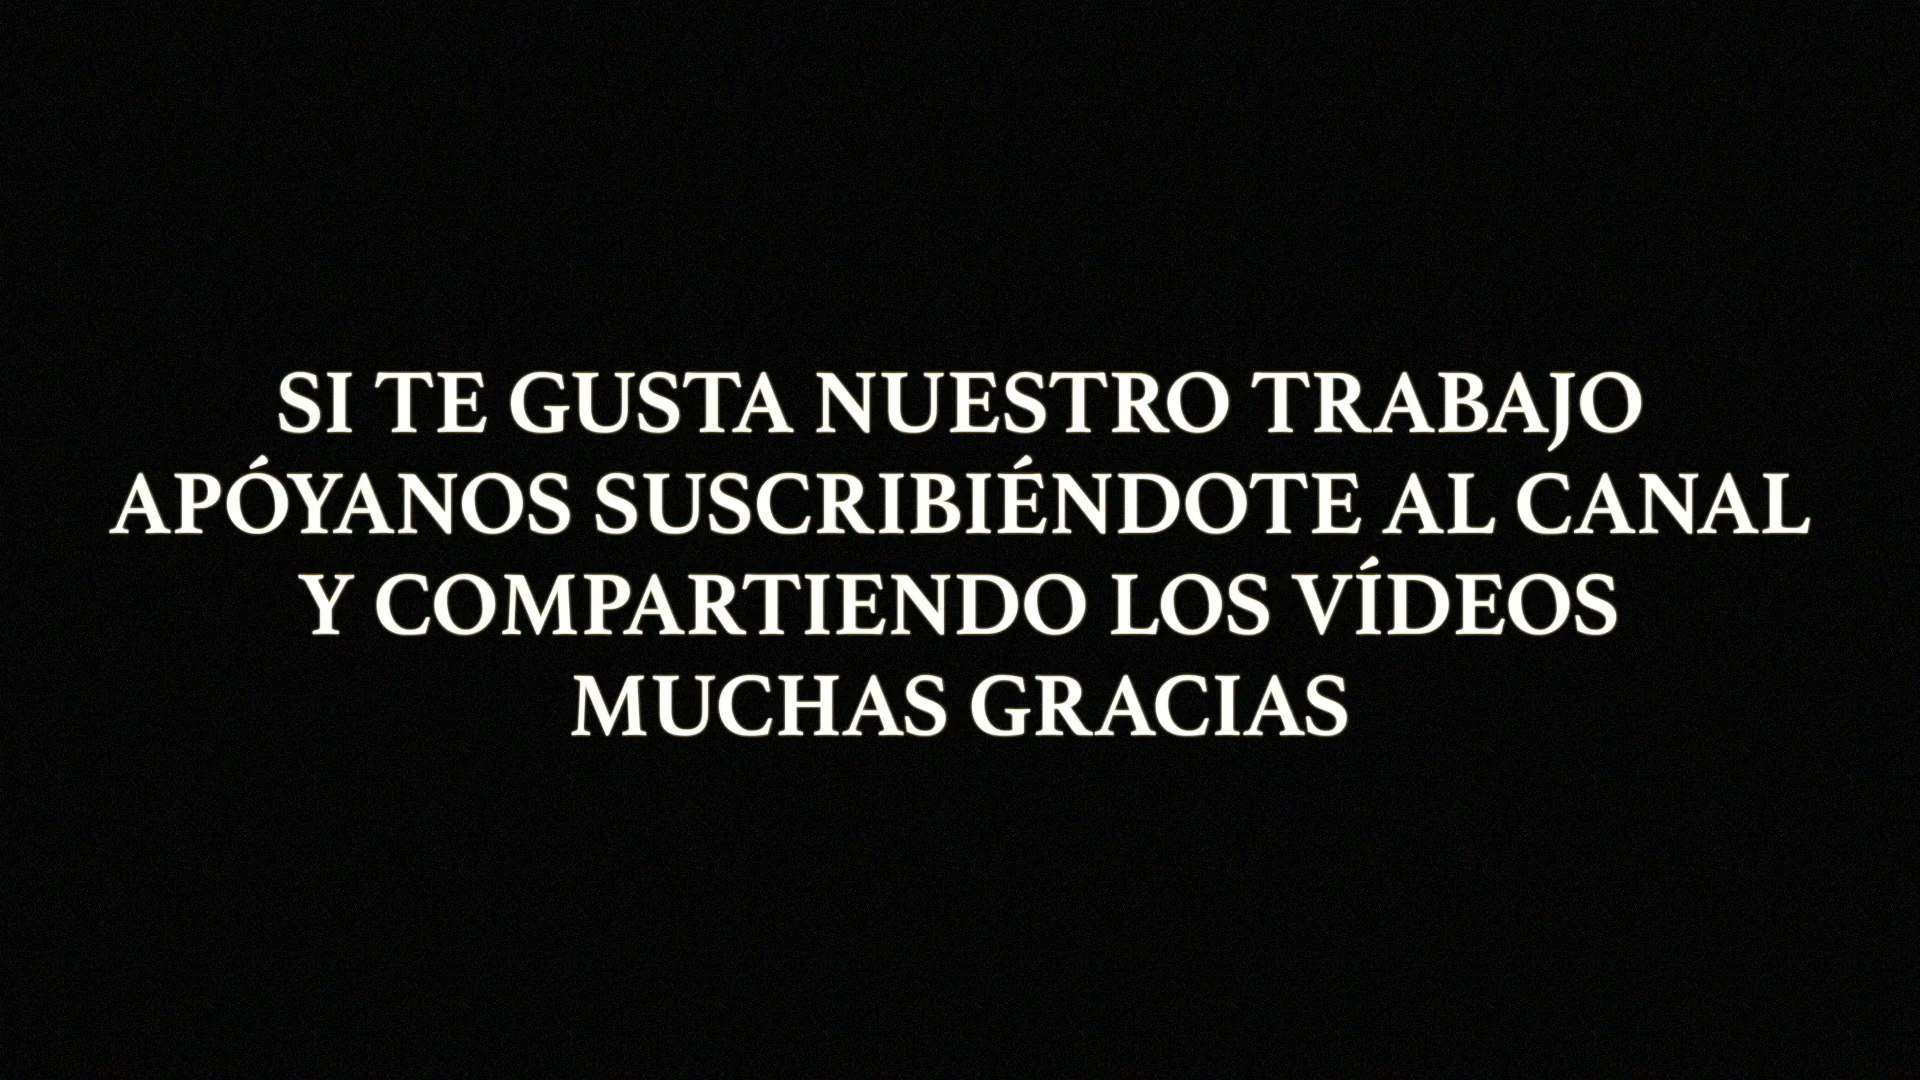 SI TE GUSTA NUESTRO TRABAJO
APÓYANOS SUSCRIBIÉNDOTE AL CANAL
Y COMPARTIENDO LOS VÍDEOS
MUCHAS GRACIAS